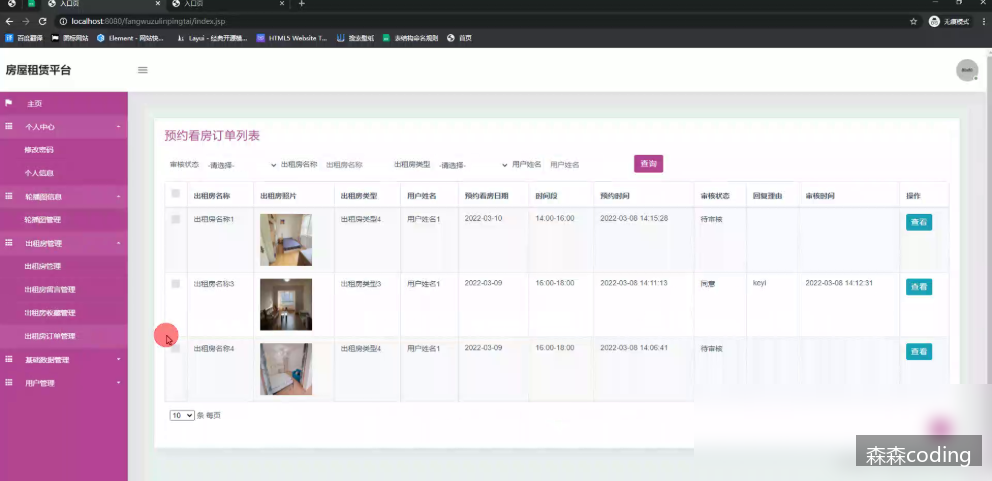 入口页 入口页
localhost:8080/fangwuzulinpingtai/index.jsp 无痕模式
百度翻译 图标网站 Element - 网站快... Layui - 经典开源模... HTML5 Website T... 搜索壁纸 表结构命名规则 首页
房屋租赁平台
主页
个人中心
修改密码
个人信息
轮播图信息
轮播图管理
出租房管理
出租房管理
出租房留言管理
出租房收藏管理
出租房订单管理
基础数据管理
用户管理
预约看房订单列表
审核状态 -请选择- 出租房名称 出租房名称 出租房类型 -请选择- 用户姓名 用户姓名 查询
出租房名称 出租房照片 出租房类型 用户姓名 预约看房日期 时间段 预约时间 审核状态 回复理由 审核时间 操作
出租房名称1 出租房类型4 用户姓名1 2022-03-10 14:00-16:00 2022-03-08 14:15:28 待审核 查看
出租房名称3 出租房类型3 用户姓名1 2022-03-09 16:00-18:00 2022-03-08 14:11:13 同意 keyi 2022-03-08 14:12:31 查看
出租房名称4 出租房类型4 用户姓名1 2022-03-09 16:00-18:00 2022-03-08 14:06:41 待审核 查看
10 条 每页
森森coding